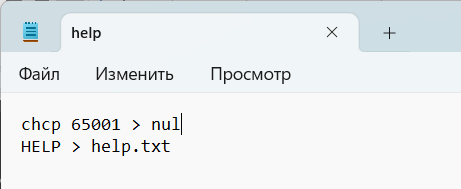 help
Файл Изменить Просмотр
chcp 65001 > nul
HELP > help.txt